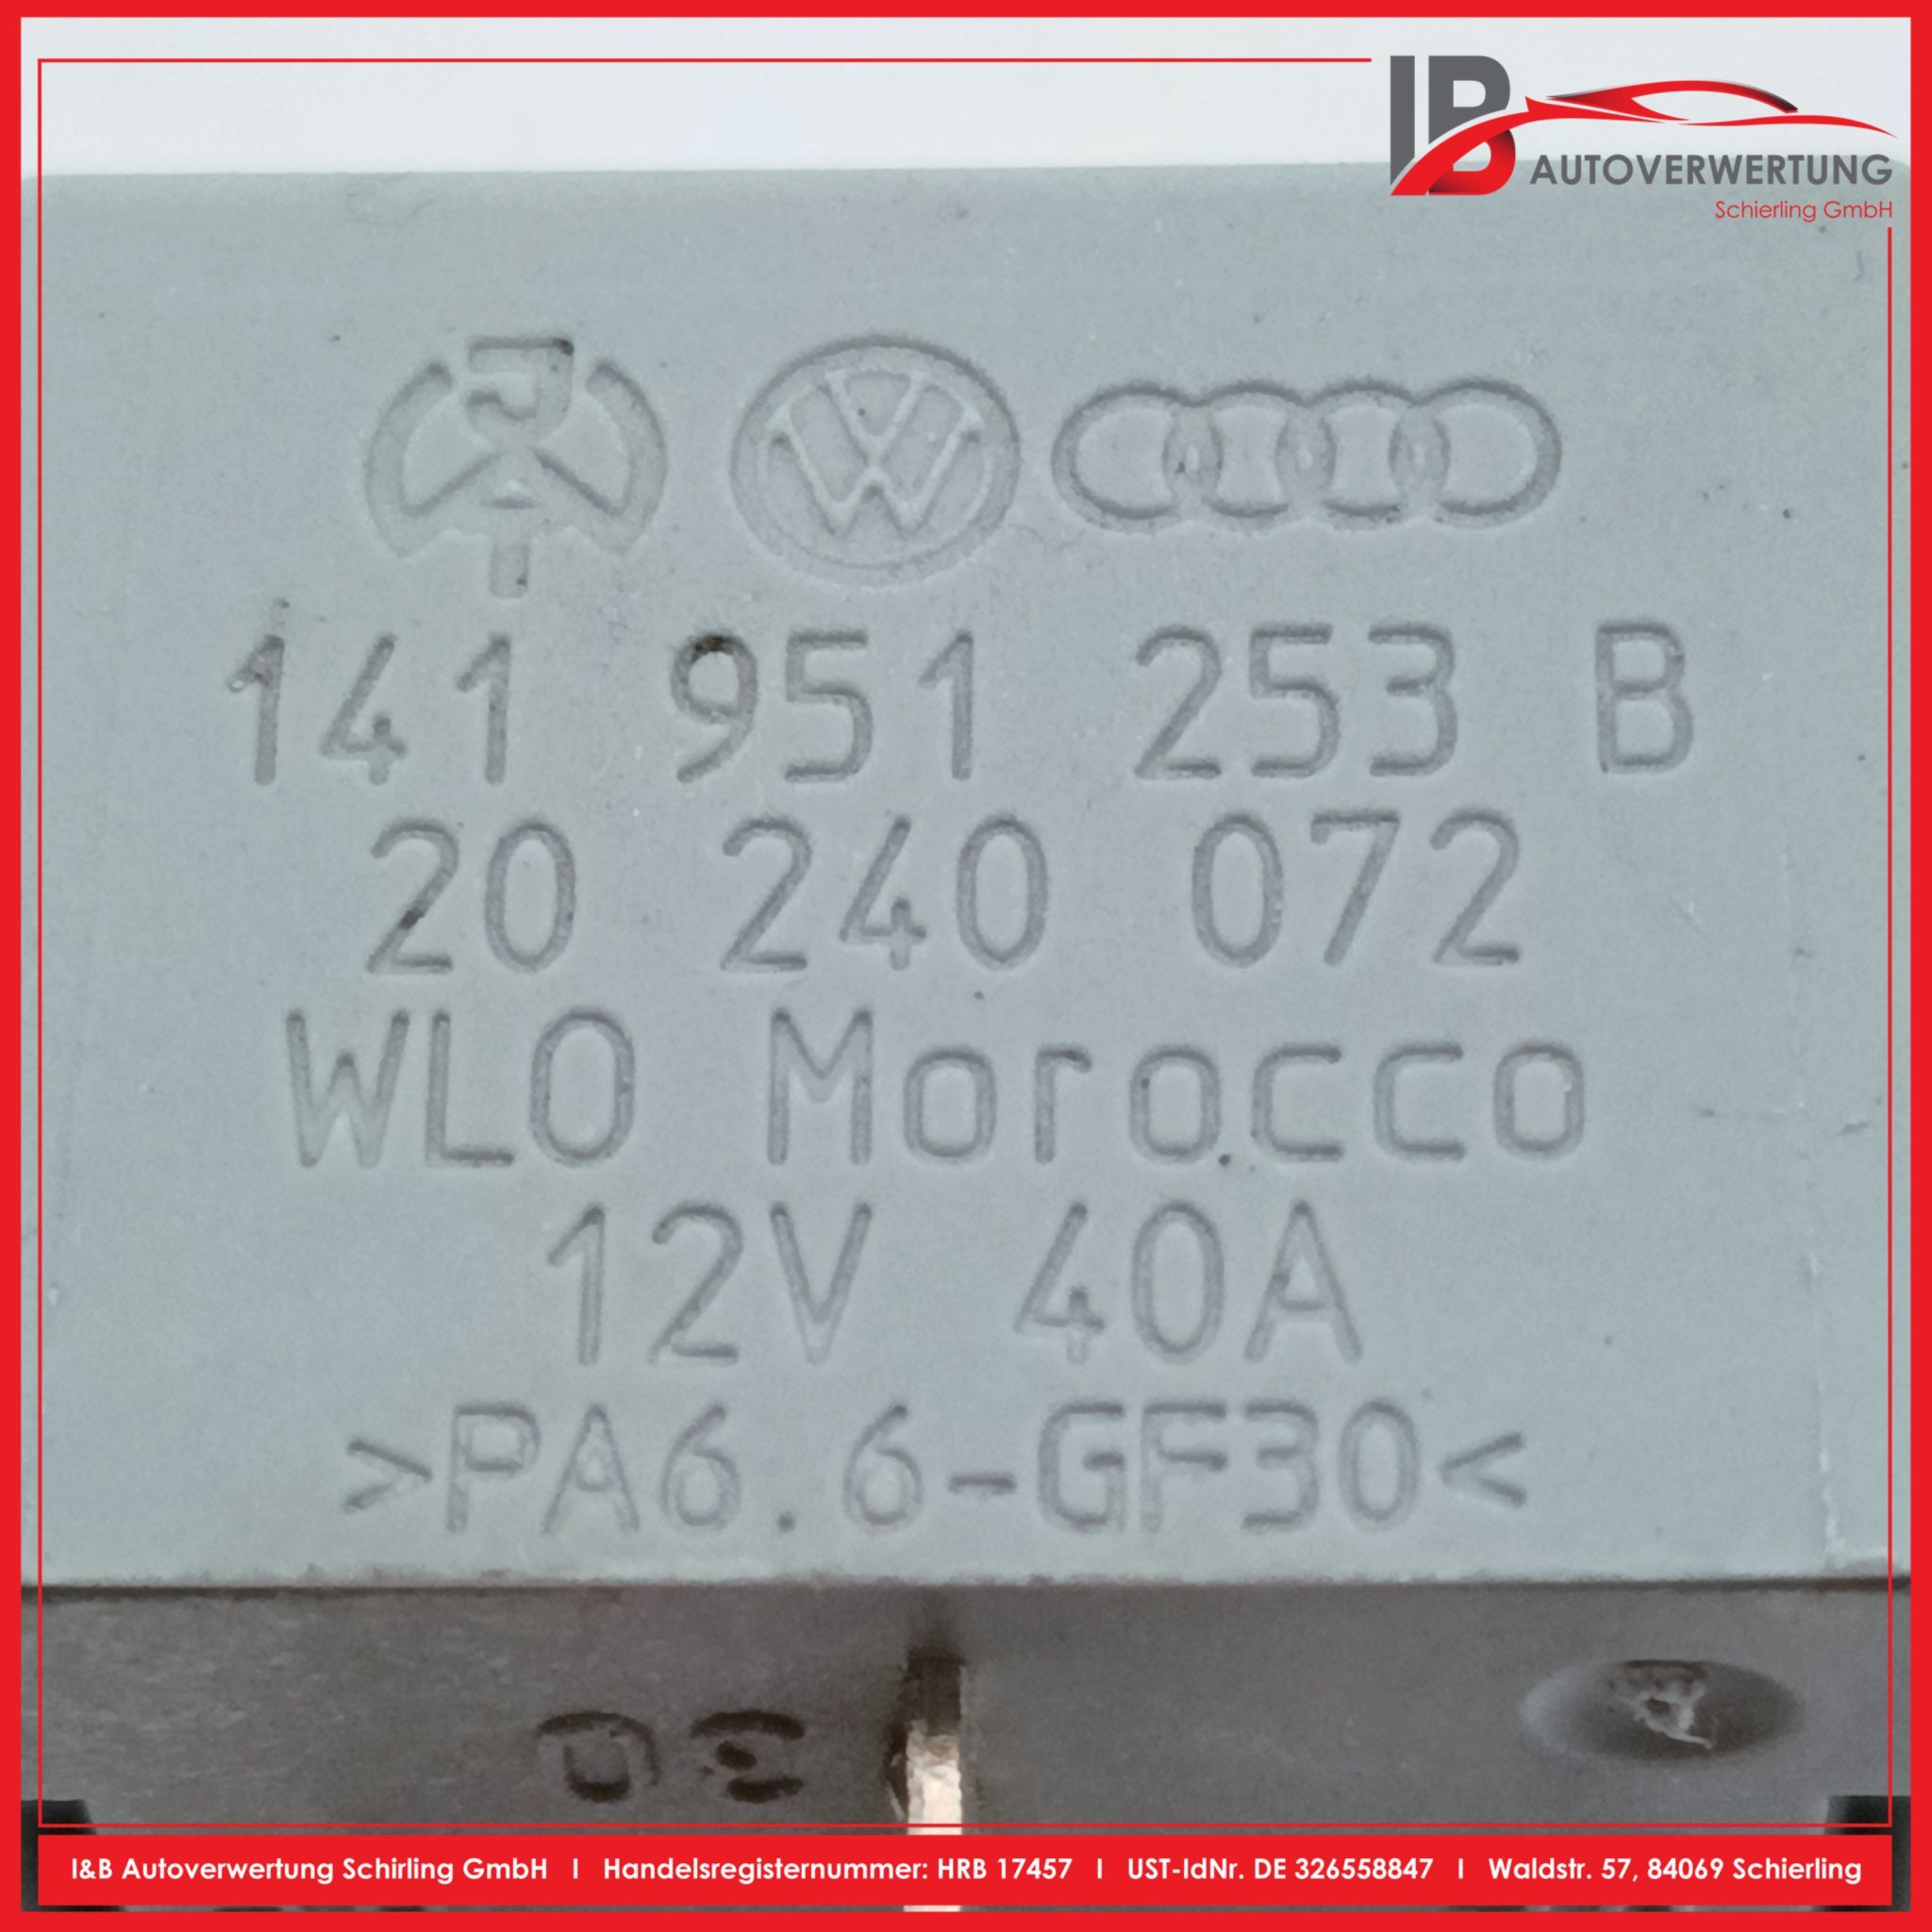 IB
AUTOVERWERTUNG
Schierling GmbH
141 951 253 B
20 240 072
WLO Morocco
12V 40A
>PA6.6-GF30<
30
I&B Autoverwertung Schirling GmbH I Handelsregisternummer: HRB 17457 I UST-IdNr. DE 326558847 I Waldstr. 57, 84069 Schierling